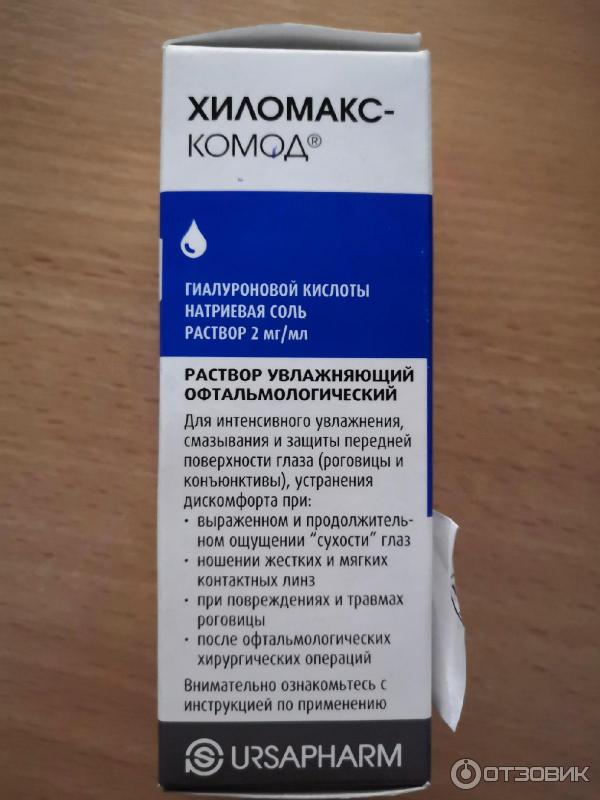 ХИЛОМАКС-
КОМОД®
ГИАЛУРОНОВОЙ КИСЛОТЫ
НАТРИЕВАЯ СОЛЬ
РАСТВОР 2 мг/мл
РАСТВОР УВЛАЖНЯЮЩИЙ
ОФТАЛЬМОЛОГИЧЕСКИЙ
Для интенсивного увлажнения,
смазывания и защиты передней
поверхности глаза (роговицы и
конъюнктивы), устранения
дискомфорта при:
• выраженном и продолжитель-
ном ощущении “сухости” глаз
• ношении жестких и мягких
контактных линз
• при повреждениях и травмах
роговицы
• после офтальмологических
хирургических операций
Внимательно ознакомьтесь с
инструкцией по применению
URSAPHARM
ОТЗОВИК